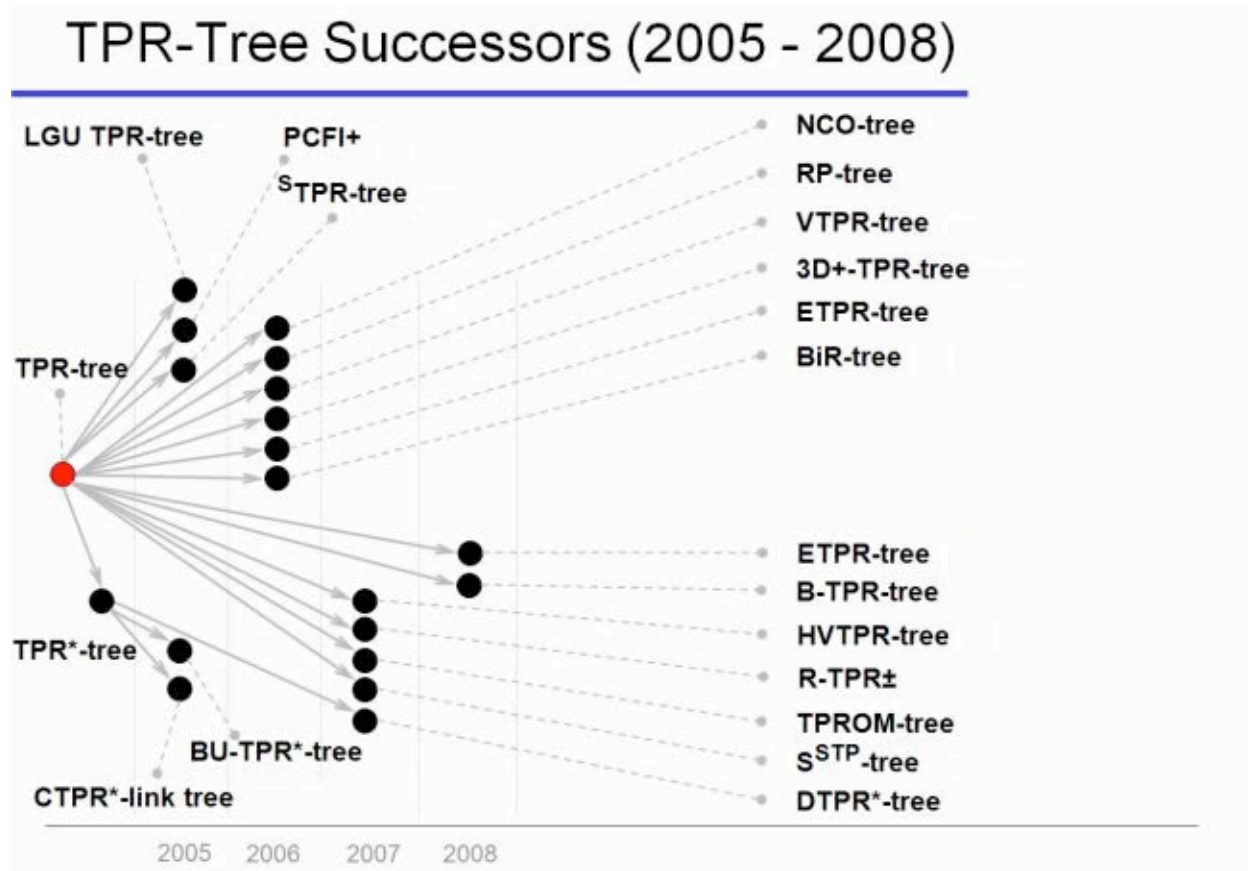 TPR-Tree Successors (2005 - 2008)
LGU TPR-tree
PCFI+
STPR-tree
TPR-tree
NCO-tree
RP-tree
VTPR-tree
3D+-TPR-tree
ETPR-tree
BiR-tree
ETPR-tree
B-TPR-tree
HVTPR-tree
R-TPR±
TPROM-tree
SSTP-tree
DTPR*-tree
TPR*-tree
BU-TPR*-tree
CTPR*-link tree
2005 2006 2007 2008